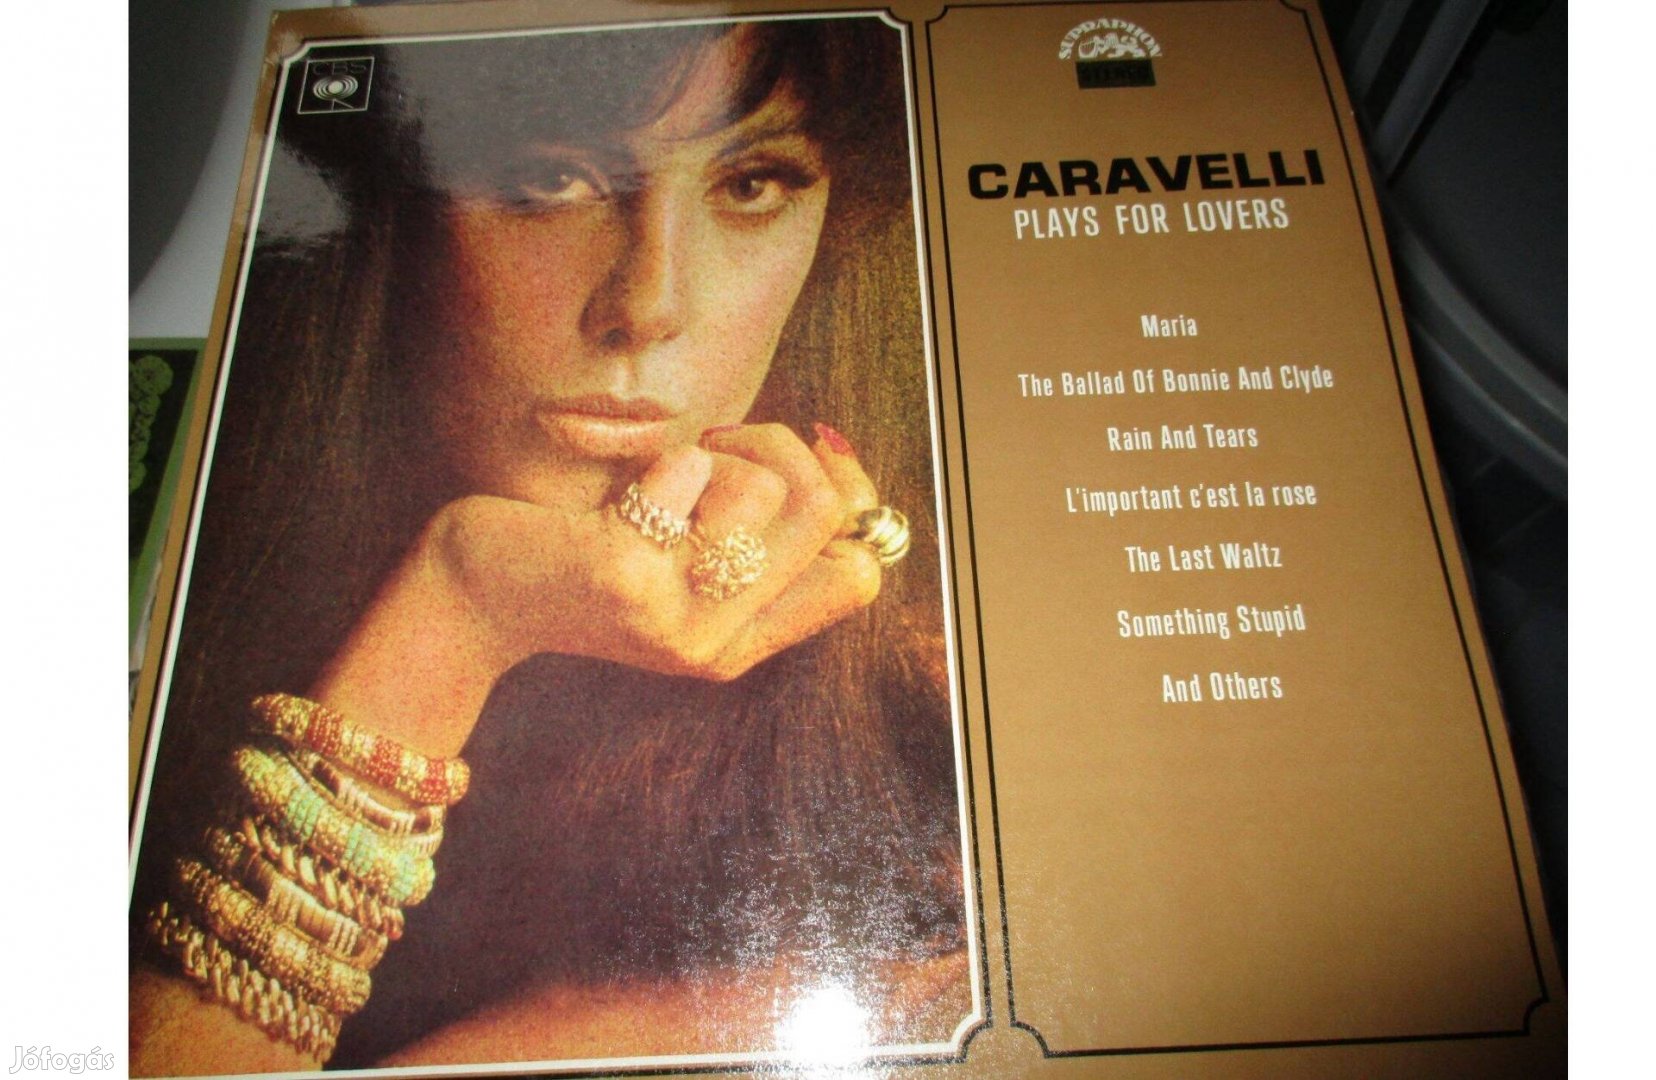 CBS
SUPRAPHON
STEREO
CARAVELLI
PLAYS FOR LOVERS
Maria
The Ballad Of Bonnie And Clyde
Rain And Tears
L'important c'est la rose
The Last Waltz
Something Stupid
And Others
Jófogás